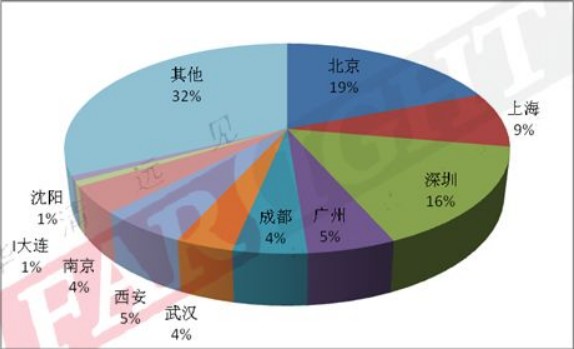 北京
19%
上海
9%
深圳
16%
广州
5%
成都
4%
武汉
4%
西安
5%
南京
4%
大连
1%
沈阳
1%
其他
32%
远见
FARSIGHT